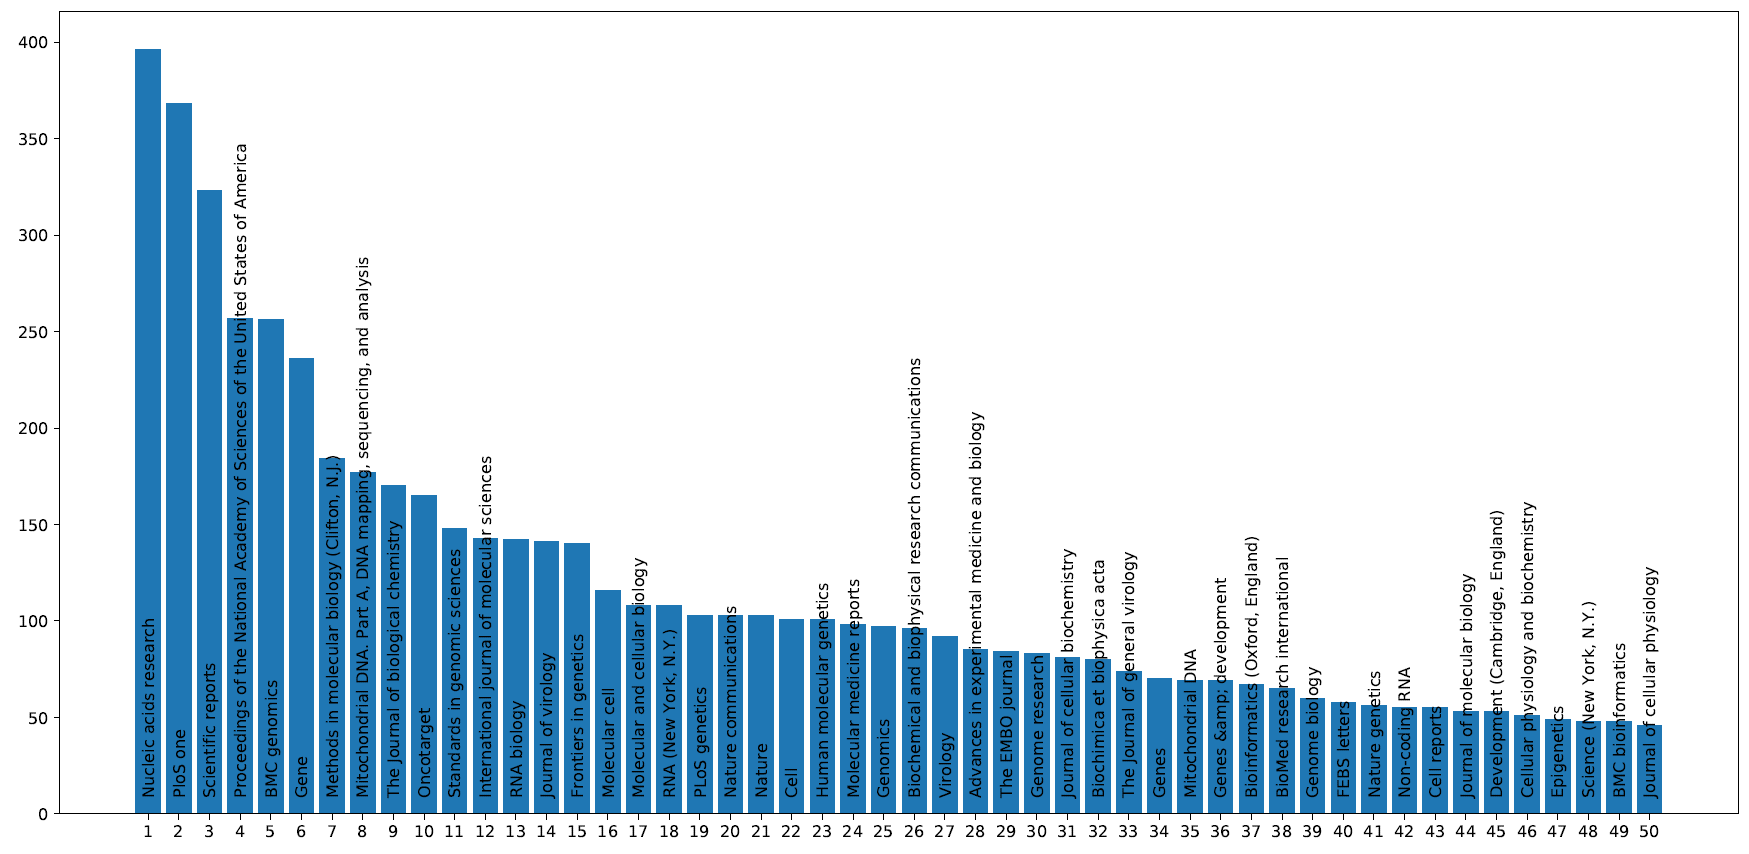 400
350
300
250
200
150
100
50
0
Nucleic acids research
PloS one
Scientific reports
Proceedings of the National Academy of Sciences of the United States of America
BMC genomics
Gene
Methods in molecular biology (Clifton, N.J.)
Mitochondrial DNA. Part A, DNA mapping, sequencing, and analysis
The Journal of biological chemistry
Oncotarget
Standards in genomic sciences
International journal of molecular sciences
RNA biology
Journal of virology
Frontiers in genetics
Molecular cell
Molecular and cellular biology
RNA (New York, N.Y.)
PLoS genetics
Nature communications
Nature
Cell
Human molecular genetics
Molecular medicine reports
Genomics
Biochemical and biophysical research communications
Virology
Advances in experimental medicine and biology
The EMBO journal
Genome research
Journal of cellular biochemistry
Biochimica et biophysica acta
The Journal of general virology
Genes
Mitochondrial DNA
Genes &amp; development
Bioinformatics (Oxford, England)
BioMed research international
Genome biology
FEBS letters
Nature genetics
Non-coding RNA
Cell reports
Journal of molecular biology
Development (Cambridge, England)
Cellular physiology and biochemistry
Epigenetics
Science (New York, N.Y.)
BMC bioinformatics
Journal of cellular physiology
1 2 3 4 5 6 7 8 9 10 11 12 13 14 15 16 17 18 19 20 21 22 23 24 25 26 27 28 29 30 31 32 33 34 35 36 37 38 39 40 41 42 43 44 45 46 47 48 49 50